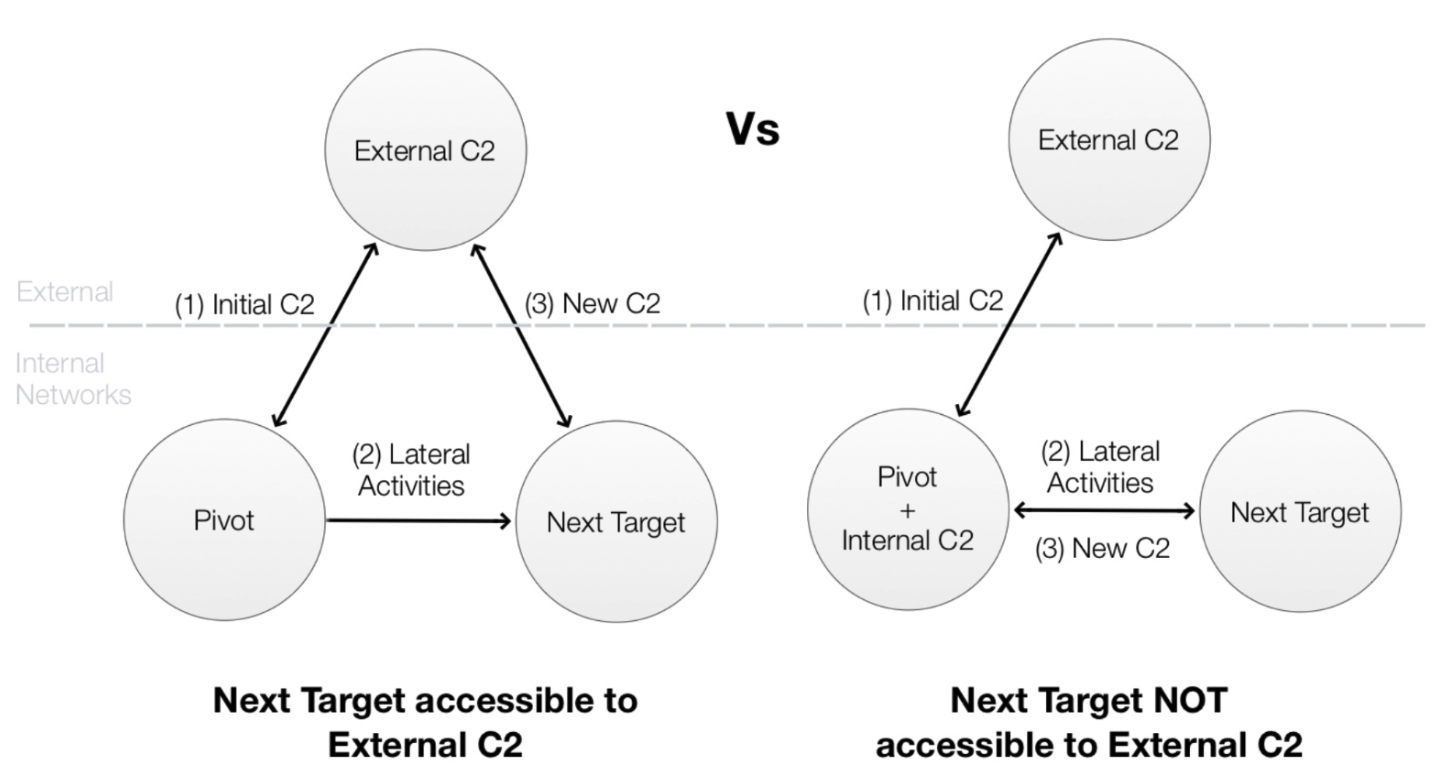 External C2
Vs
External C2
External
(1) Initial C2
(3) New C2
(1) Initial C2
Internal
Networks
Pivot
(2) Lateral
Activities
Next Target
Pivot
+
Internal C2
(2) Lateral
Activities
(3) New C2
Next Target
Next Target accessible to
External C2
Next Target NOT
accessible to External C2